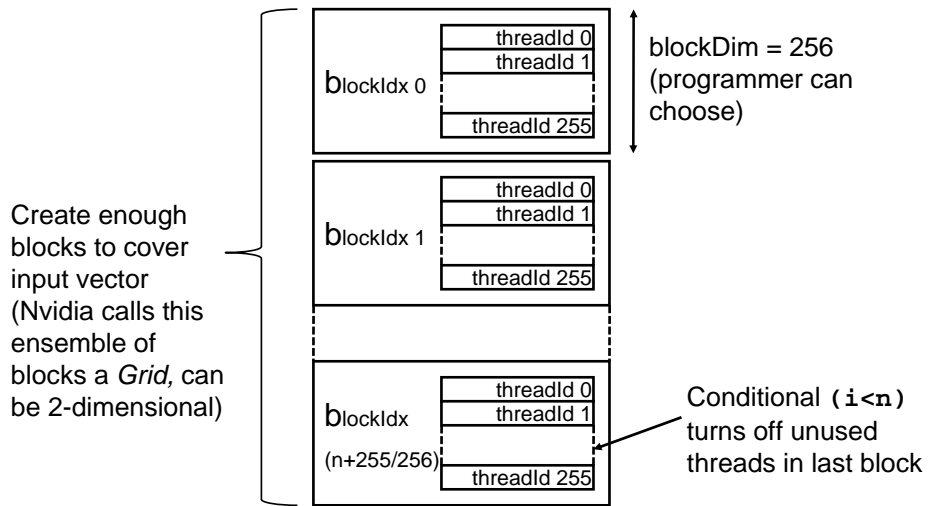 threadId 0
threadId 1
blockIdx 0
threadId 255
blockDim = 256
(programmer can
choose)
threadId 0
threadId 1
blockIdx 1
threadId 255
Create enough
blocks to cover
input vector
(Nvidia calls this
ensemble of
blocks a Grid, can
be 2-dimensional)
threadId 0
threadId 1
blockIdx
(n+255/256)
threadId 255
Conditional (i<n)
turns off unused
threads in last block